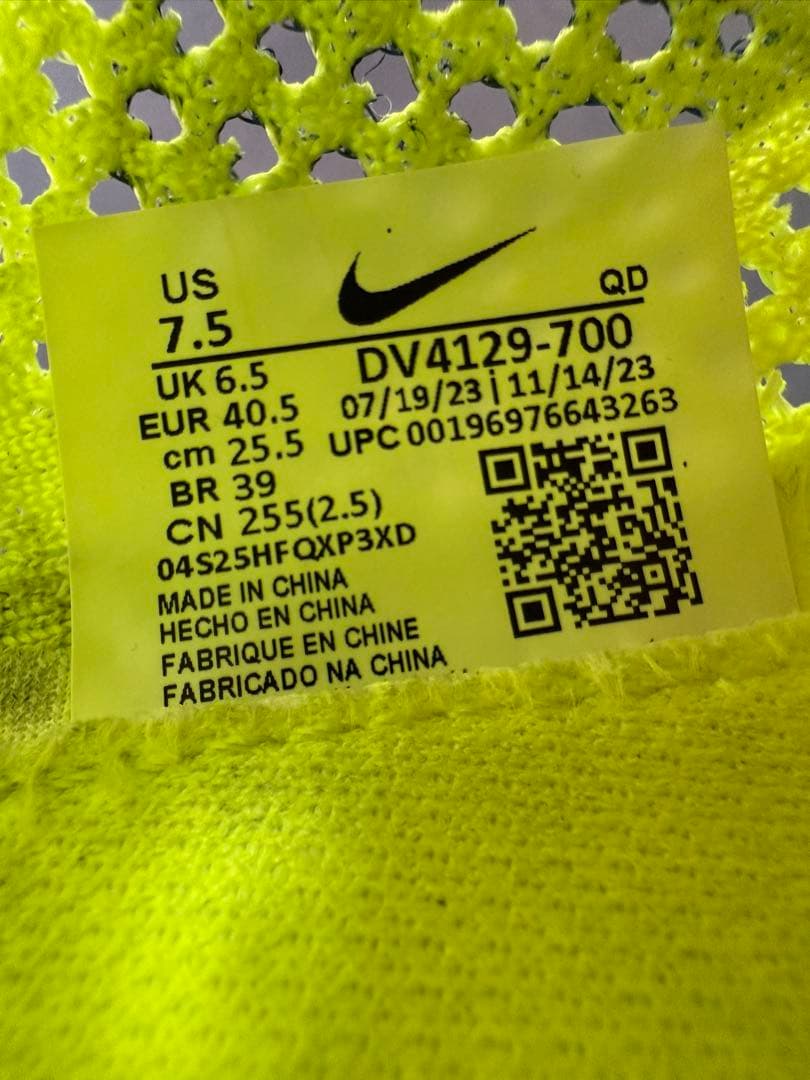 US
7.5
QD
UK 6.5
EUR 40.5
cm 25.5
BR 39
CN 255(2.5)
DV4129-700
07/19/23 | 11/14/23
UPC 00196976643263
04S25HFQXP3XD
MADE IN CHINA
HECHO EN CHINA
FABRIQUE EN CHINE
FABRICADO NA CHINA